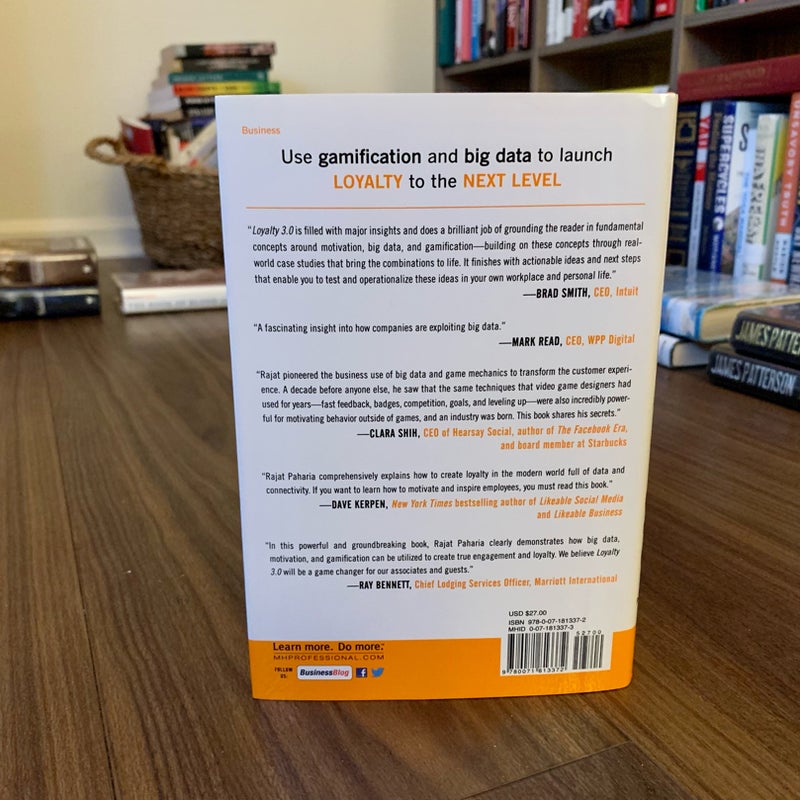 Business
Use gamification and big data to launch
LOYALTY to the NEXT LEVEL
“Loyalty 3.0 is filled with major insights and does a brilliant job of grounding the reader in fundamental
concepts around motivation, big data, and gamification—building on these concepts through real-
world case studies that bring the combinations to life. It finishes with actionable ideas and next steps
that enable you to test and operationalize these ideas in your own workplace and personal life.”
—BRAD SMITH, CEO, Intuit
“A fascinating insight into how companies are exploiting big data.”
—MARK READ, CEO, WPP Digital
“Rajat pioneered the business use of big data and game mechanics to transform the customer experi-
ence. A decade before anyone else, he saw that the same techniques that video game designers had
used for years—fast feedback, badges, competition, goals, and leveling up—were also incredibly power-
ful for motivating behavior outside of games, and an industry was born. This book shares his secrets.”
—CLARA SHIH, CEO of Hearsay Social, author of The Facebook Era,
and board member at Starbucks
“Rajat Paharia comprehensively explains how to create loyalty in the modern world full of data and
connectivity. If you want to learn how to motivate and inspire employees, you must read this book.”
—DAVE KERPEN, New York Times bestselling author of Likeable Social Media
and Likeable Business
“In this powerful and groundbreaking book, Rajat Paharia clearly demonstrates how big data,
motivation, and gamification can be utilized to create true engagement and loyalty. We believe Loyalty
3.0 will be a game changer for our associates and guests.”
—RAY BENNETT, Chief Lodging Services Officer, Marriott International
USD $27.00
ISBN 978-0-07-181337-2
MHID 0-07-181337-3
52700
9 780071 813372
Learn more. Do more.
MHPROFESSIONAL.COM
FOLLOW
US:
BusinessBlog
SUPERCYCLES
UNSAVORY TRUTH
JAMES PATTERSON
JAMES PATTERSON